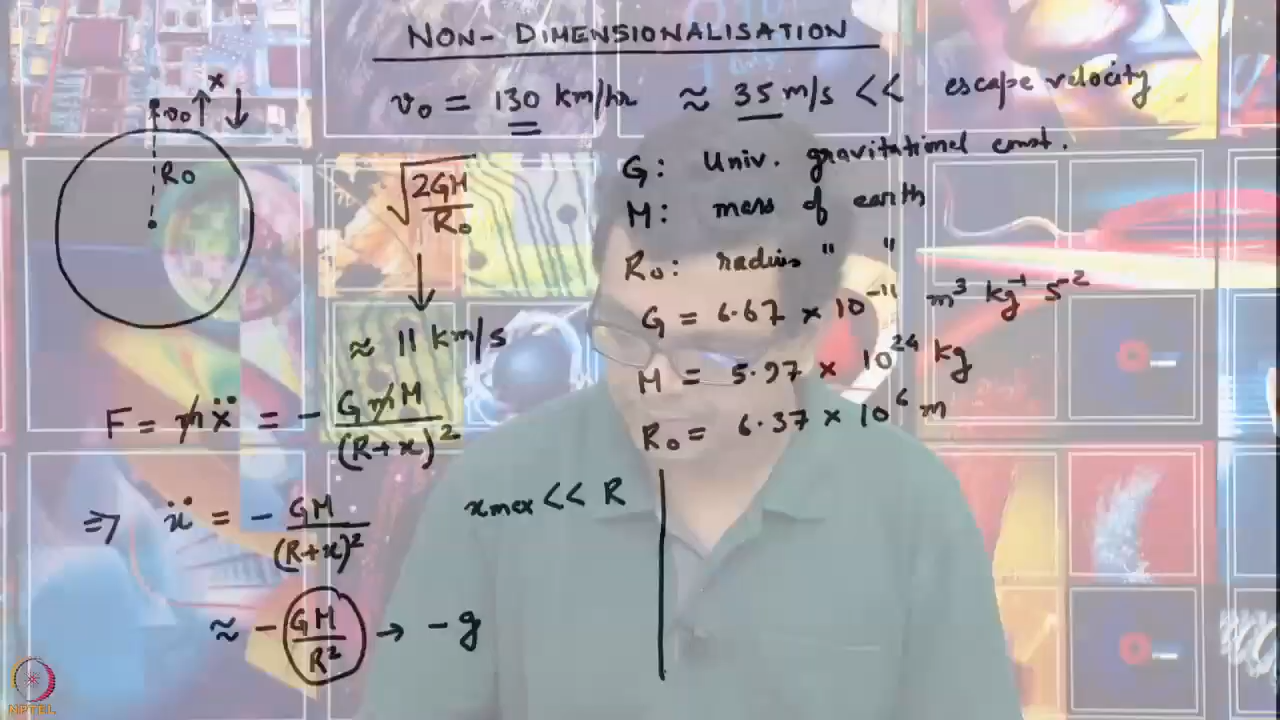 NON- DIMENSIONALISATION
v₀ = 130 km/hr ≈ 35 m/s << escape velocity
x
v₀
R₀
√(2GM/R₀)
≈ 11 km/s
G: Univ. gravitational const.
M: mass of earth
R₀: radius " "
G = 6.67 × 10⁻¹¹ m³ kg⁻¹ s⁻²
M = 5.97 × 10²⁴ kg
R₀ = 6.37 × 10⁶ m
F = mẍ = - GmM/(R+x)²
⇒ ẍ = - GM/(R+x)²
xmax << R
≈ - GM/R² → -g
NPTEL